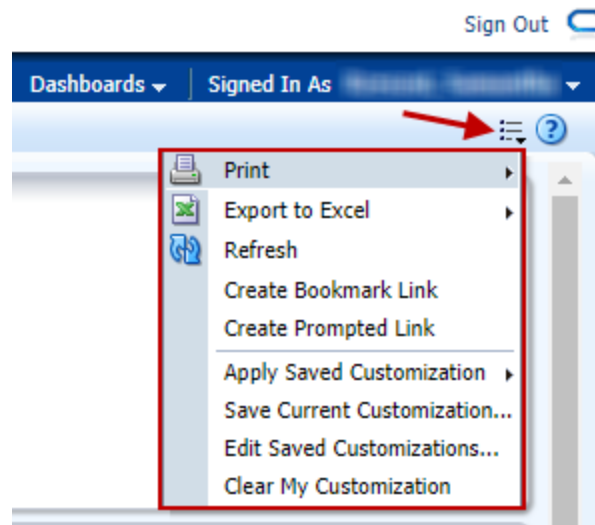 Sign Out
Dashboards
Signed In As
Print
Export to Excel
Refresh
Create Bookmark Link
Create Prompted Link
Apply Saved Customization
Save Current Customization...
Edit Saved Customizations...
Clear My Customization